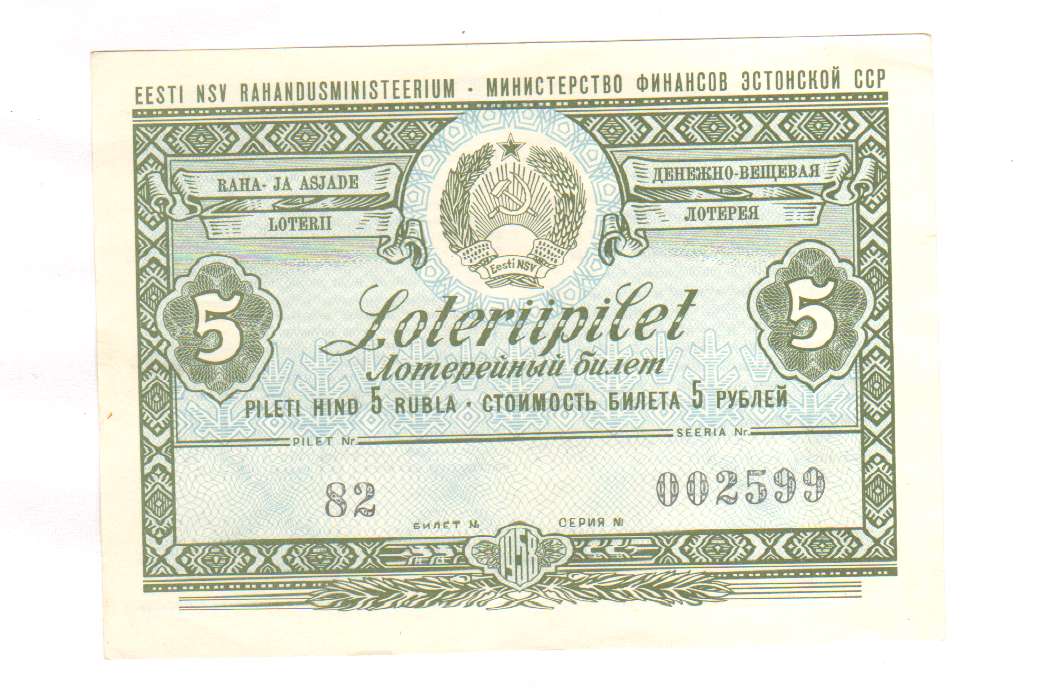 EESTI NSV RAHANDUSMINISTEERIUM · МИНИСТЕРСТВО ФИНАНСОВ ЭСТОНСКОЙ ССР
RAHA- JA ASJADE
LOTERII
ДЕНЕЖНО-ВЕЩЕВАЯ
ЛОТЕРЕЯ
Eesti NSV
5
5
Loteriipilet
Лотерейный билет
PILETI HIND 5 RUBLA · СТОИМОСТЬ БИЛЕТА 5 РУБЛЕЙ
PILET Nr.
SEERIA Nr.
82
002599
БИЛЕТ №
СЕРИЯ №
1958